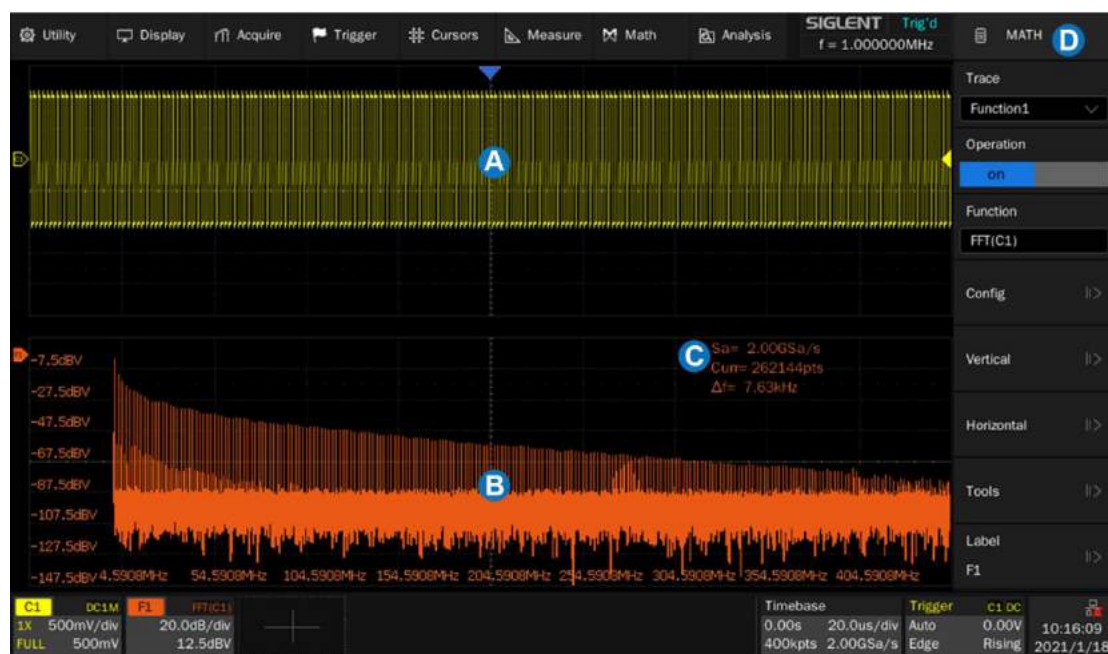 Utility Display Acquire Trigger Cursors Measure Math Analysis
SIGLENT Trig'd
f = 1.000000MHz
MATH D
Trace
Function1
Operation
on
Function
FFT(C1)
Config
Vertical
Horizontal
Tools
Label
F1
A
C Sa= 2.00GSa/s
Curr= 262144pts
Δf= 7.63kHz
B
-7.5dBV
-27.5dBV
-47.5dBV
-67.5dBV
-87.5dBV
-107.5dBV
-127.5dBV
-147.5dBV 4.5908MHz 54.5908MHz 104.5908MHz 154.5908MHz 204.5908MHz 254.5908MHz 304.5908MHz 354.5908MHz 404.5908MHz
C1 DC1M
1X 500mV/div
FULL 500mV
F1 FFT(C1)
20.0dB/div
12.5dBV
Timebase
0.00s 20.0us/div
400kpts 2.00GSa/s
Trigger C1 DC
Auto 0.00V
Edge Rising
10:16:09
2021/1/18